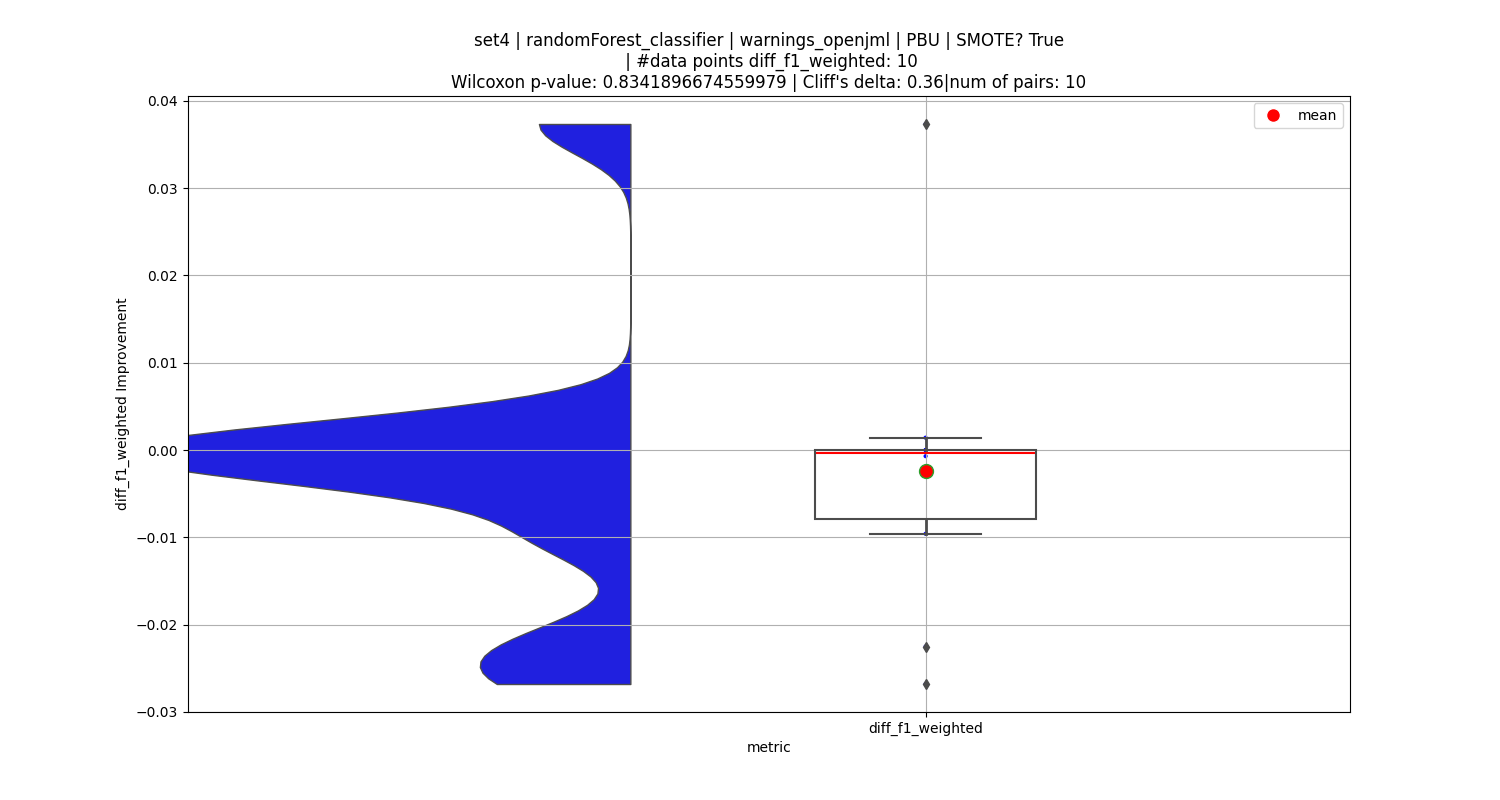 set4 | randomForest_classifier | warnings_openjml | PBU | SMOTE? True
| #data points diff_f1_weighted: 10
Wilcoxon p-value: 0.8341896674559979 | Cliff's delta: 0.36|num of pairs: 10
mean
0.04
0.03
0.02
0.01
0.00
−0.01
−0.02
−0.03
diff_f1_weighted Improvement
diff_f1_weighted
metric